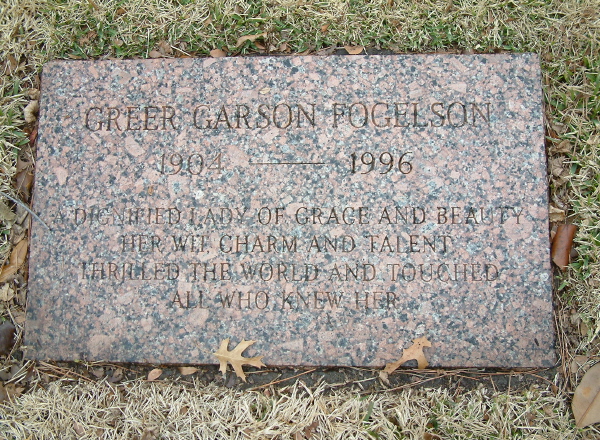 GREER GARSON FOGELSON
1904 — 1996
A DIGNIFIED LADY OF GRACE AND BEAUTY
HER WIT CHARM AND TALENT
THRILLED THE WORLD AND TOUCHED
ALL WHO KNEW HER